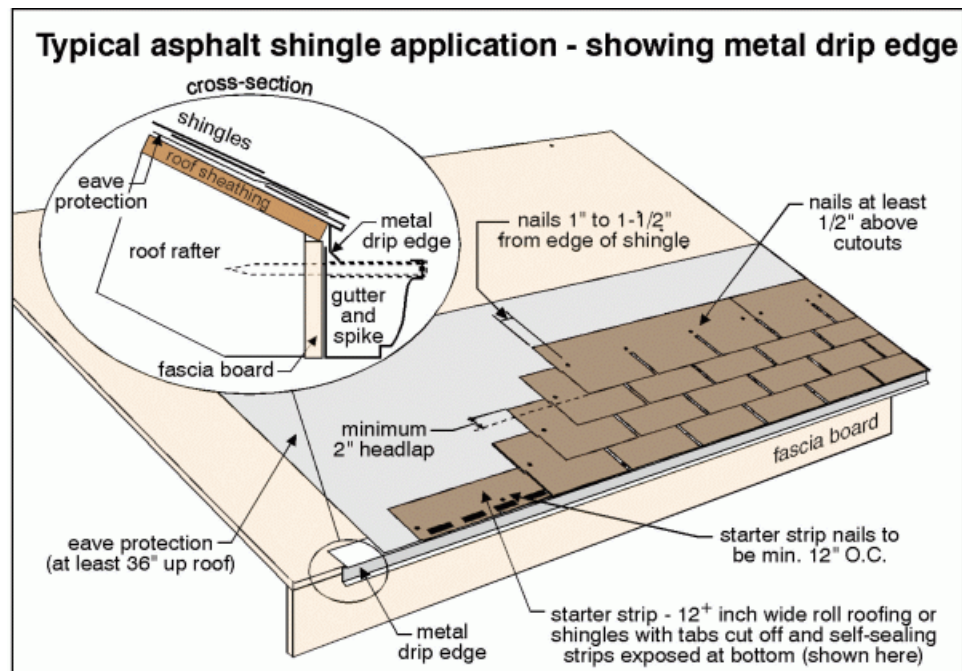 Typical asphalt shingle application - showing metal drip edge
cross-section
shingles
roof sheathing
eave
protection
metal
drip edge
roof rafter
gutter
and
spike
fascia board
nails 1" to 1-1/2"
from edge of shingle
nails at least
1/2" above
cutouts
minimum
2" headlap
fascia board
eave protection
(at least 36" up roof)
starter strip nails to
be min. 12" O.C.
metal
drip edge
starter strip - 12+ inch wide roll roofing or
shingles with tabs cut off and self-sealing
strips exposed at bottom (shown here)